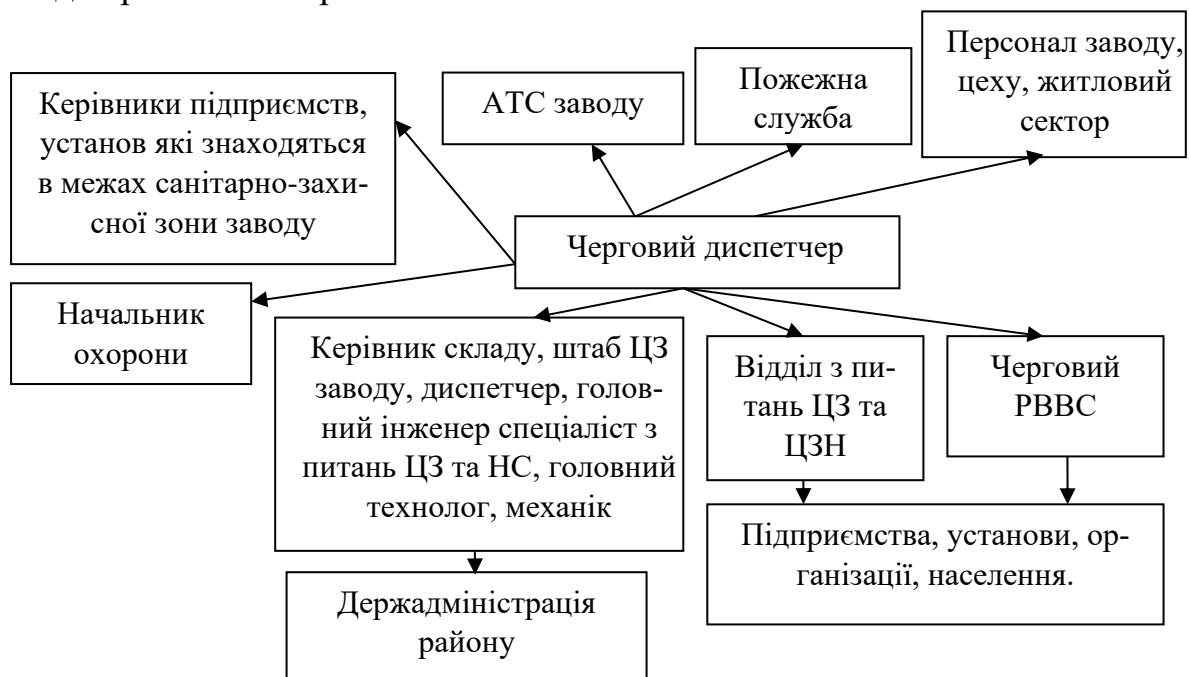 Персонал заводу,
цеху, житловий
сектор
Пожежна
служба
АТС заводу
Керівники підприємств,
установ які знаходяться
в межах санітарно-захи-
сної зони заводу
Черговий диспетчер
Начальник
охорони
Керівник складу, штаб ЦЗ
заводу, диспетчер, голов-
ний інженер спеціаліст з
питань ЦЗ та НС, головний
технолог, механік
Відділ з пи-
тань ЦЗ та
ЦЗН
Черговий
РВВС
Підприємства, установи, ор-
ганізації, населення.
Держадміністрація
району